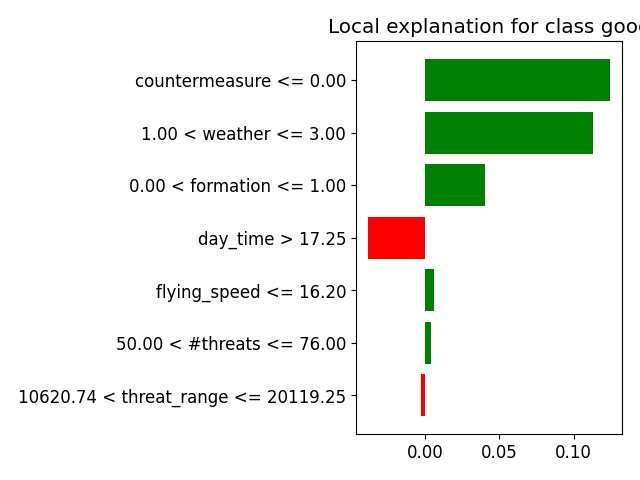 Local explanation for class good
countermeasure <= 0.00
1.00 < weather <= 3.00
0.00 < formation <= 1.00
day_time > 17.25
flying_speed <= 16.20
50.00 < #threats <= 76.00
10620.74 < threat_range <= 20119.25
0.00 0.05 0.10